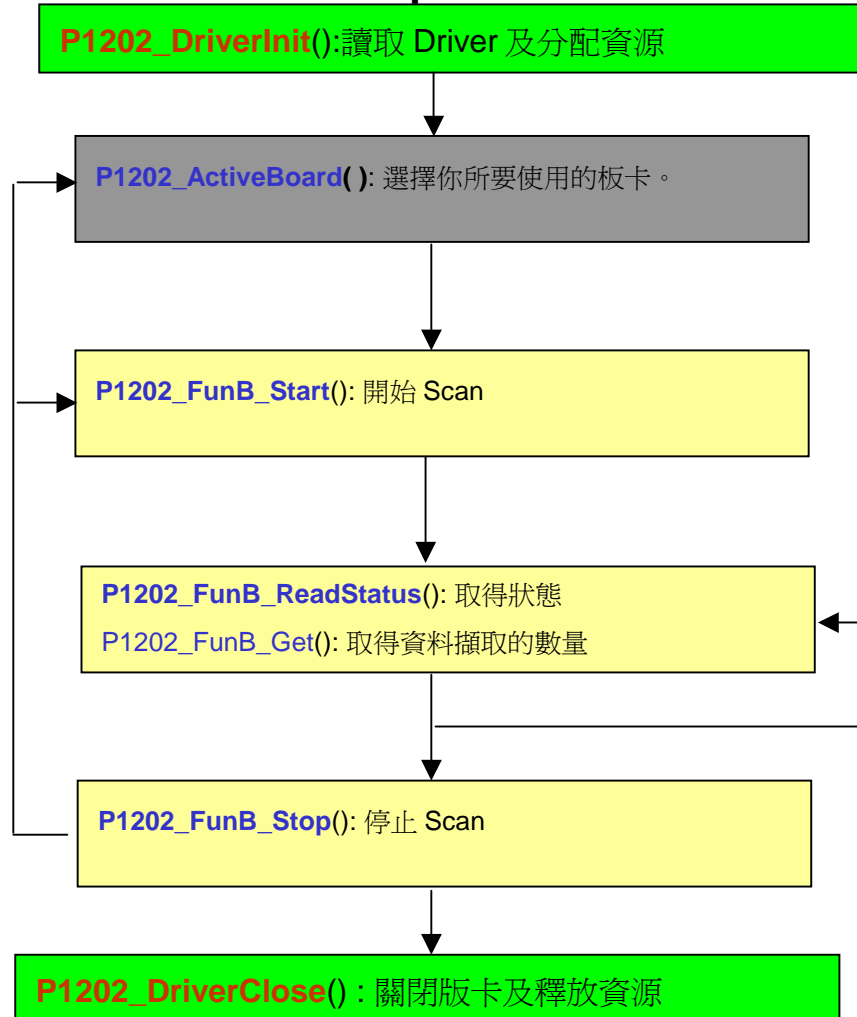 P1202_DriverInit():讀取 Driver 及分配資源
P1202_ActiveBoard( ): 選擇你所要使用的板卡。
P1202_FunB_Start(): 開始 Scan
P1202_FunB_ReadStatus(): 取得狀態
P1202_FunB_Get(): 取得資料擷取的數量
P1202_FunB_Stop(): 停止 Scan
P1202_DriverClose() : 關閉版卡及釋放資源